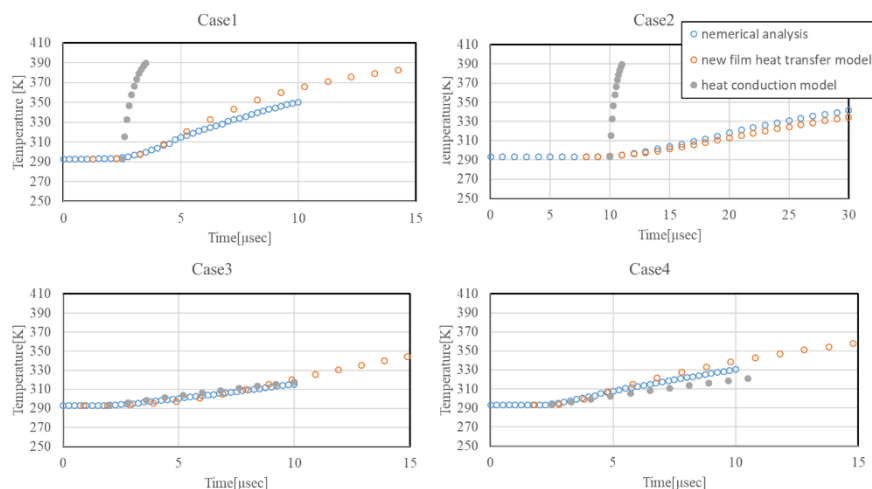 Case1
Temperature [K]
410
390
370
350
330
310
290
270
250
0 5 10 15
Time[μsec]
Case2
Temperature[K]
410
390
370
350
330
310
290
270
250
0 10 20 30
Time[μsec]
nemerical analysis
new film heat transfer model
heat conduction model
Case3
Temperature[K]
410
390
370
350
330
310
290
270
250
0 5 10 15
Time[μsec]
Case4
Temperature[K]
410
390
370
350
330
310
290
270
250
0 5 10 15
Time[μsec]